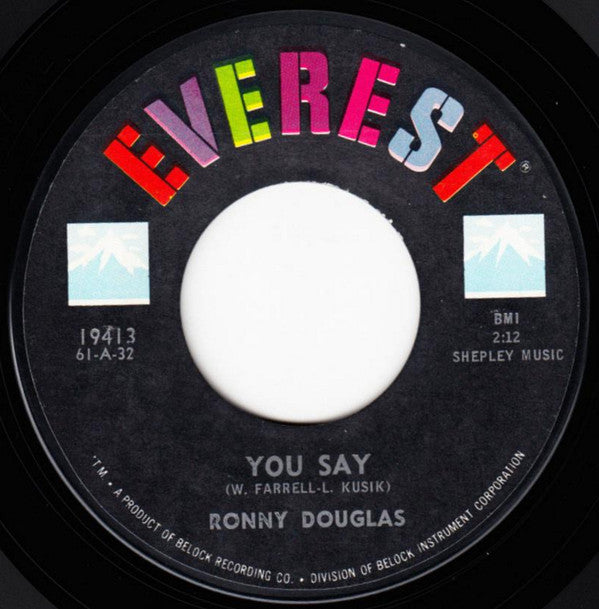 EVEREST®
19413
61-A-32
BMI
2:12
SHEPLEY MUSIC
YOU SAY
(W. FARRELL-L. KUSIK)
RONNY DOUGLAS
'T M • A PRODUCT OF BELOCK RECORDING CO. • DIVISION OF BELOCK INSTRUMENT CORPORATION